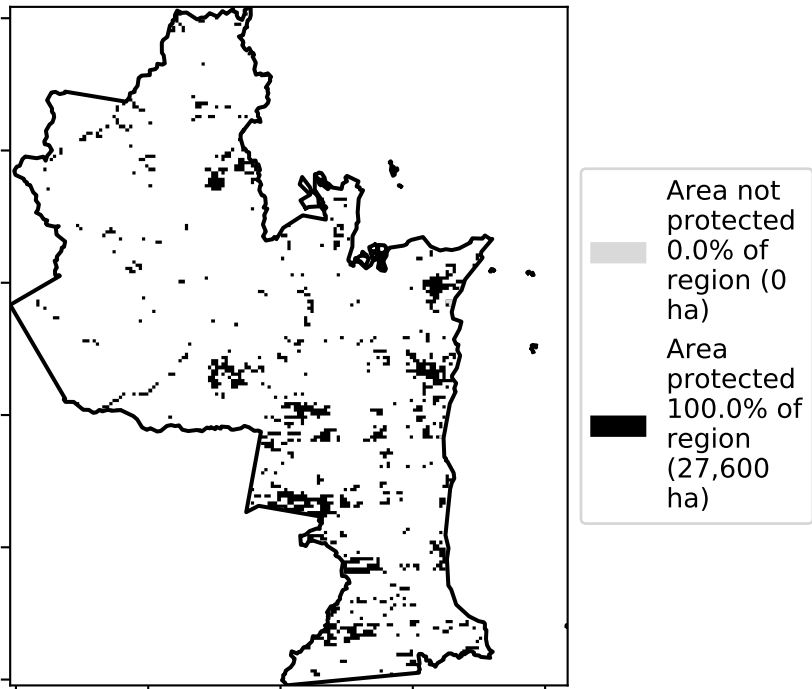 Area not
protected
0.0% of
region (0
ha)
Area
protected
100.0% of
region
(27,600
ha)